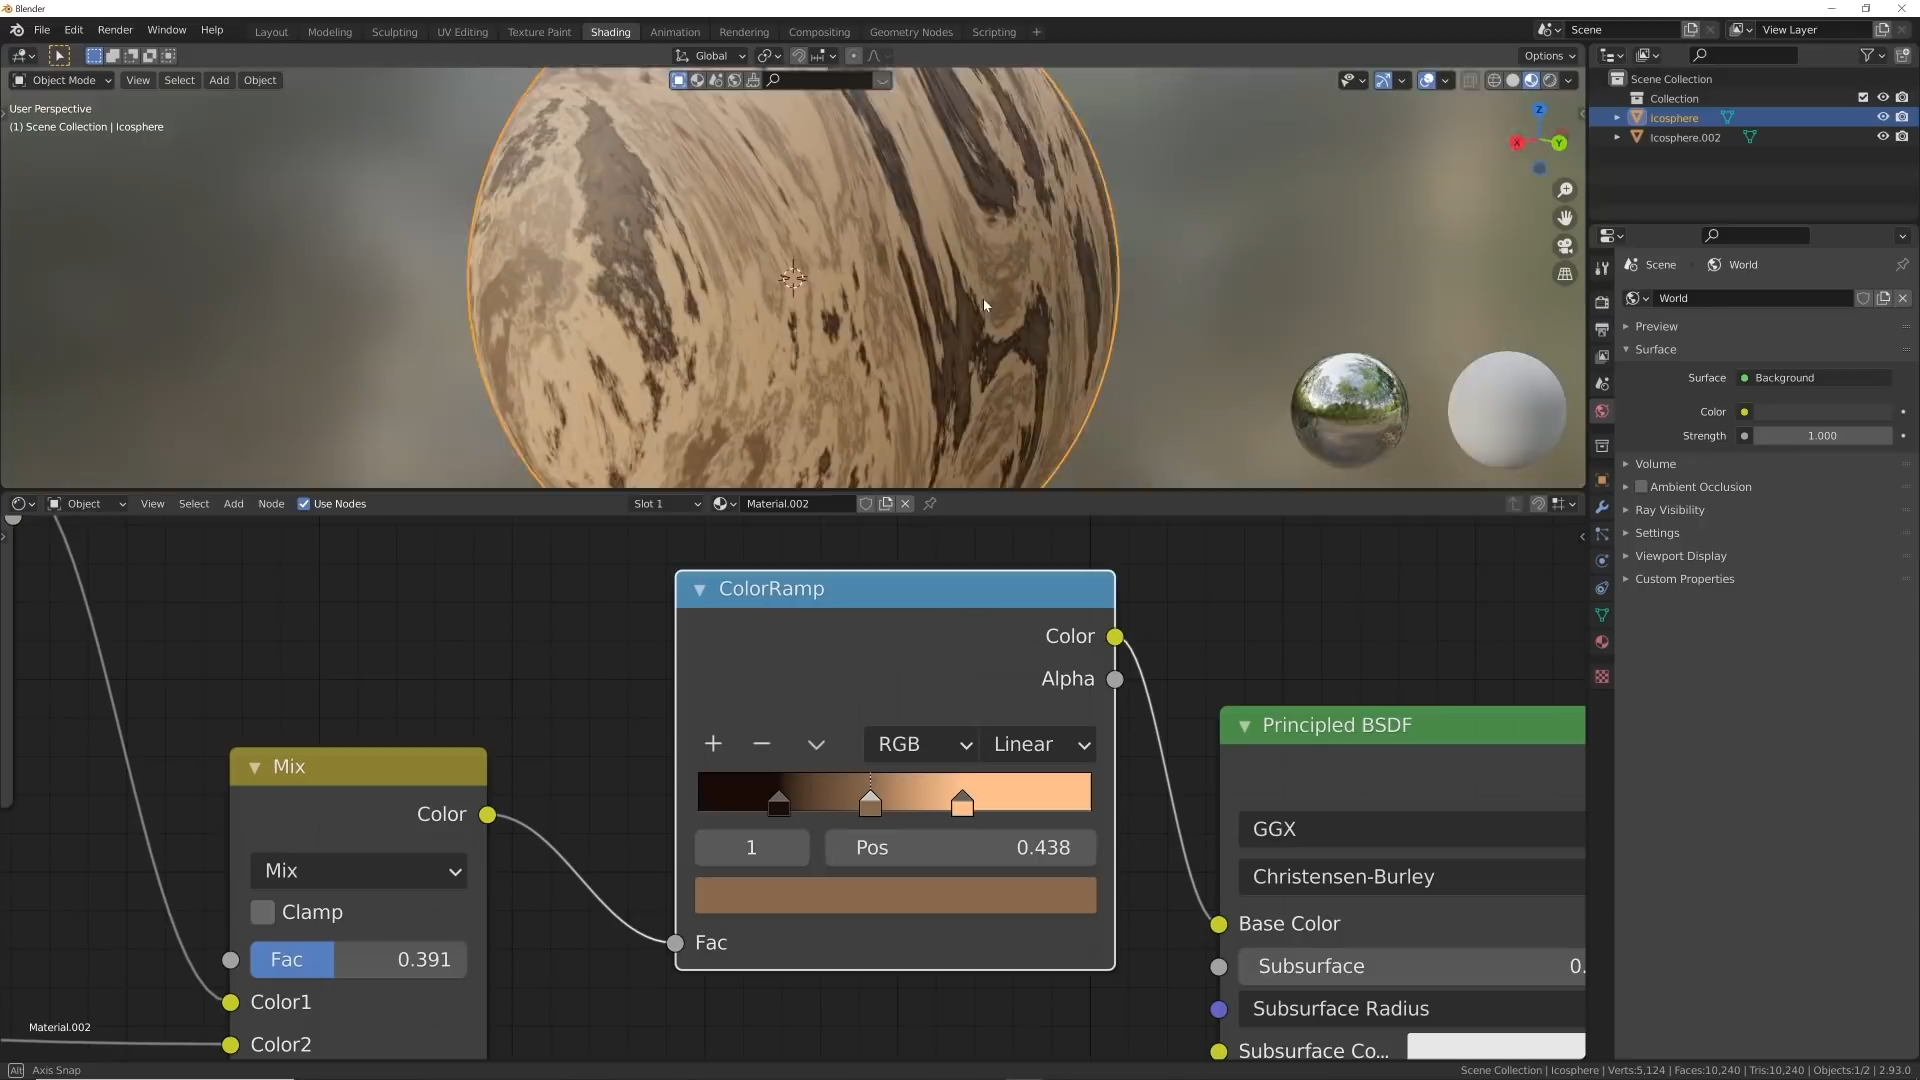 Blender
File Edit Render Window Help
Layout Modeling Sculpting UV Editing Texture Paint Shading Animation Rendering Compositing Geometry Nodes Scripting +
Scene
View Layer
Global
Options
Object Mode View Select Add Object
User Perspective
(1) Scene Collection | Icosphere
Z
X
Y
Scene Collection
Collection
Icosphere
Icosphere.002
Scene World
World
Preview
Surface
Surface Background
Color
Strength 1.000
Volume
Ambient Occlusion
Ray Visibility
Settings
Viewport Display
Custom Properties
Object View Select Add Node Use Nodes Slot 1 Material.002
ColorRamp
Color
Alpha
RGB Linear
1 Pos 0.438
Fac
Mix
Color
Mix
Clamp
Fac 0.391
Color1
Color2
Principled BSDF
GGX
Christensen-Burley
Base Color
Subsurface 0.
Subsurface Radius
Subsurface Co...
Material.002
Alt Axis Snap
Scene Collection | Icosphere | Verts:5,124 | Faces:10,240 | Tris:10,240 | Objects:1/2 | 2.93.0